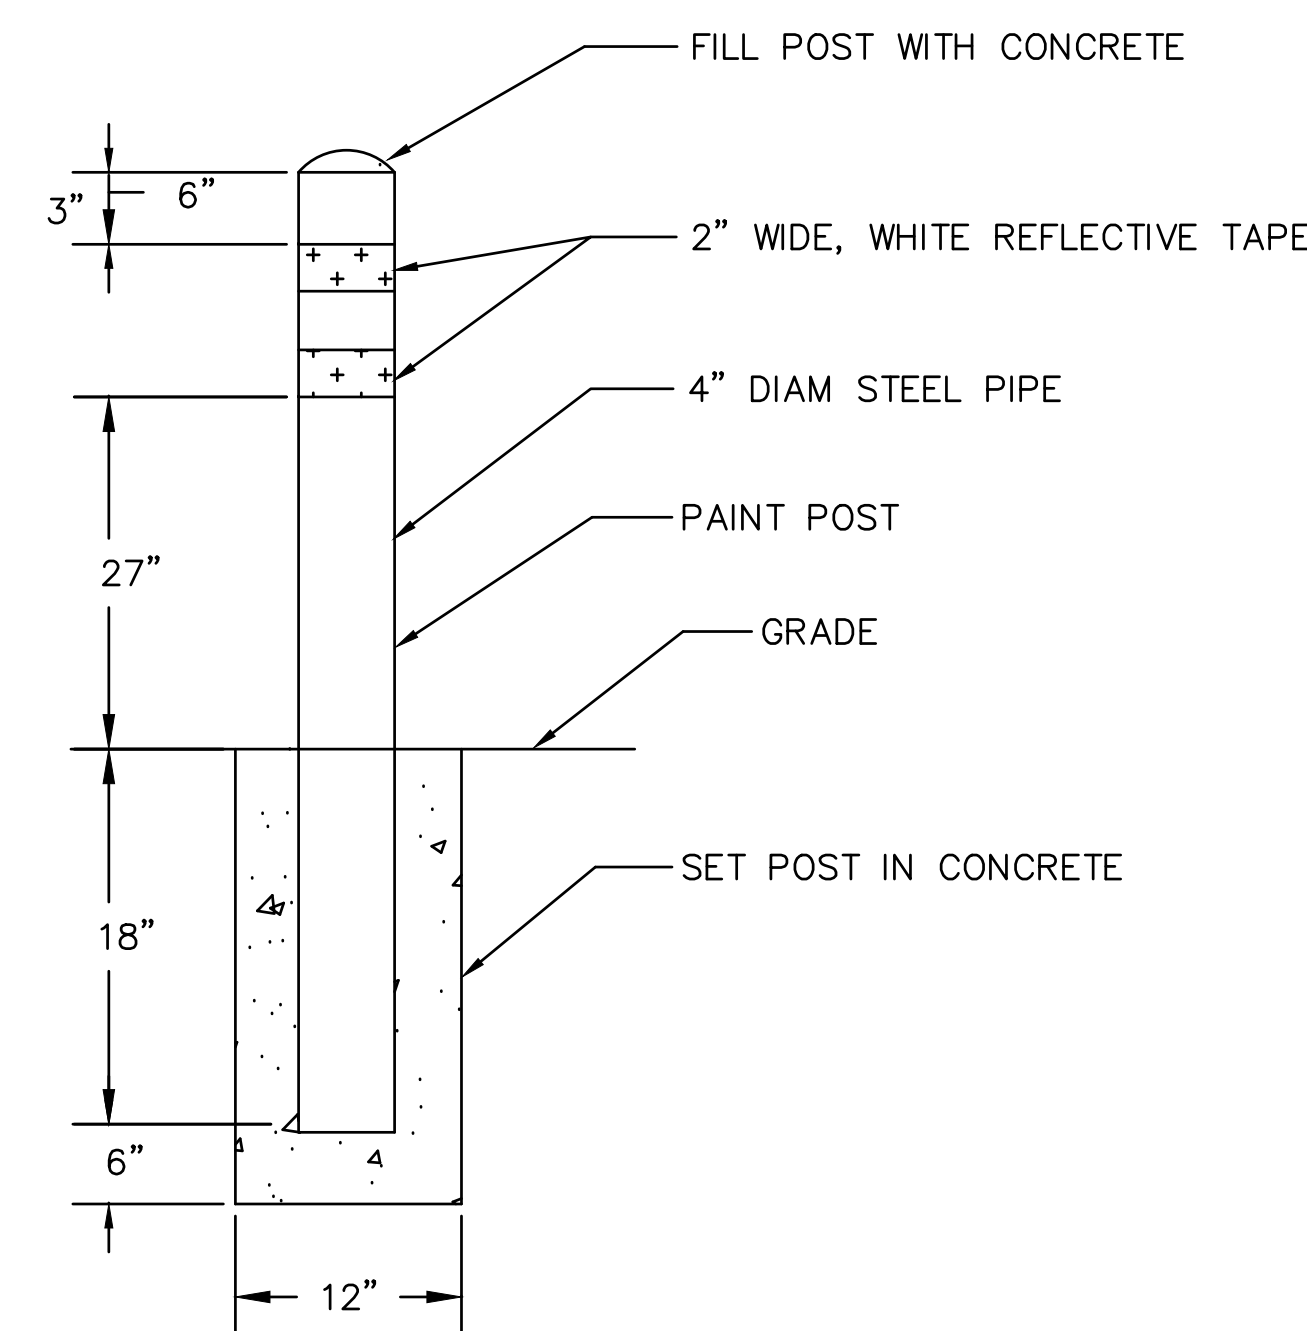 FILL POST WITH CONCRETE
6”
3”
2” WIDE, WHITE REFLECTIVE TAPE
4” DIAM STEEL PIPE
PAINT POST
27”
GRADE
SET POST IN CONCRETE
18”
6”
12”